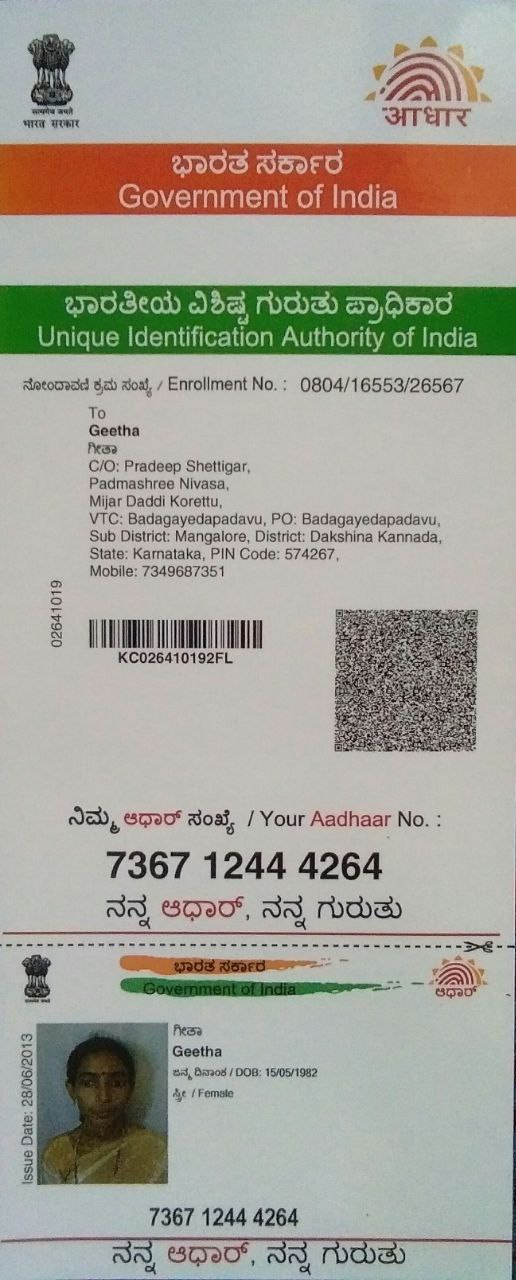 सत्यमेव जयते
भारत सरकार
आधार
ಭಾರತ ಸರ್ಕಾರ
Government of India
ಭಾರತೀಯ ವಿಶಿಷ್ಟ ಗುರುತು ಪ್ರಾಧಿಕಾರ
Unique Identification Authority of India
ನೋಂದಾವಣಿ ಕ್ರಮ ಸಂಖ್ಯೆ / Enrollment No. : 0804/16553/26567
To
Geetha
ಗೀತಾ
C/O: Pradeep Shettigar,
Padmashree Nivasa,
Mijar Daddi Korettu,
VTC: Badagayedapadavu, PO: Badagayedapadavu,
Sub District: Mangalore, District: Dakshina Kannada,
State: Karnataka, PIN Code: 574267,
Mobile: 7349687351
02641019
KC026410192FL
ನಿಮ್ಮ ಆಧಾರ್ ಸಂಖ್ಯೆ / Your Aadhaar No. :
7367 1244 4264
ನನ್ನ ಆಧಾರ್, ನನ್ನ ಗುರುತು
ಭಾರತ ಸರ್ಕಾರ
Government of India
ಆಧಾರ್
Issue Date: 28/06/2013
ಗೀತಾ
Geetha
ಜನ್ಮ ದಿನಾಂಕ / DOB: 15/05/1982
ಸ್ತ್ರೀ / Female
7367 1244 4264
ನನ್ನ ಆಧಾರ್, ನನ್ನ ಗುರುತು